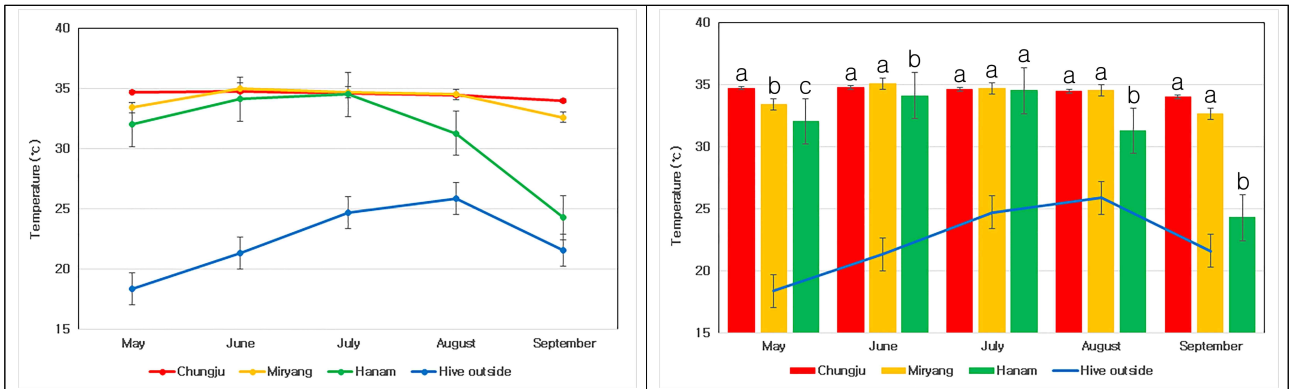 40
35
30
25
20
15
Temperature (℃)
May June July August September
Chungju Miryang Hanam Hive outside
40
35
30
25
20
15
Temperature (℃)
a b c a a b a a a a a b a a b
May June July August September
Chungju Miryang Hanam Hive outside